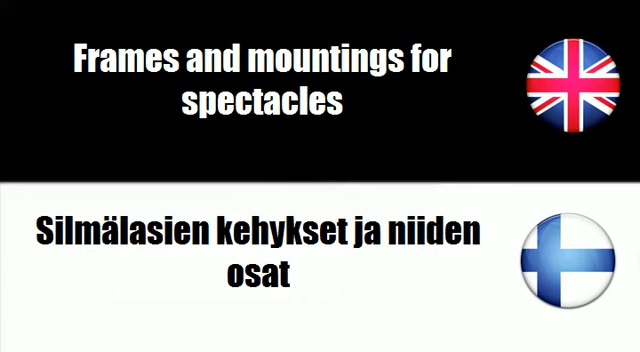 Frames and mountings for
spectacles
Silmälasien kehykset ja niiden
osat